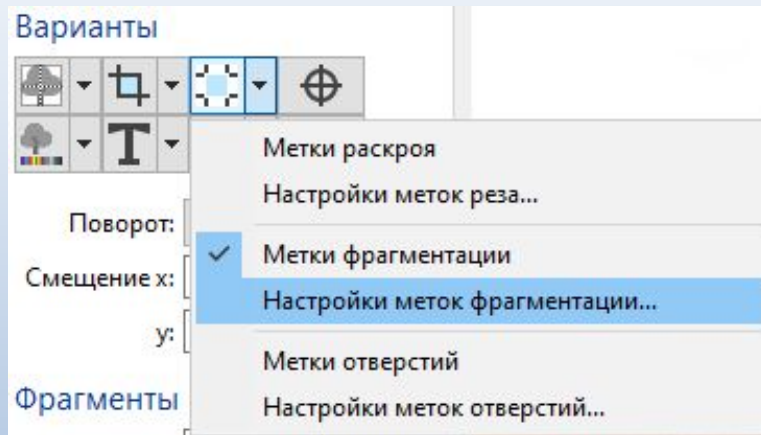 Варианты
Метки раскроя
Настройки меток реза...
Поворот:
Метки фрагментации
Смещение x:
Настройки меток фрагментации...
y:
Метки отверстий
Фрагменты
Настройки меток отверстий...